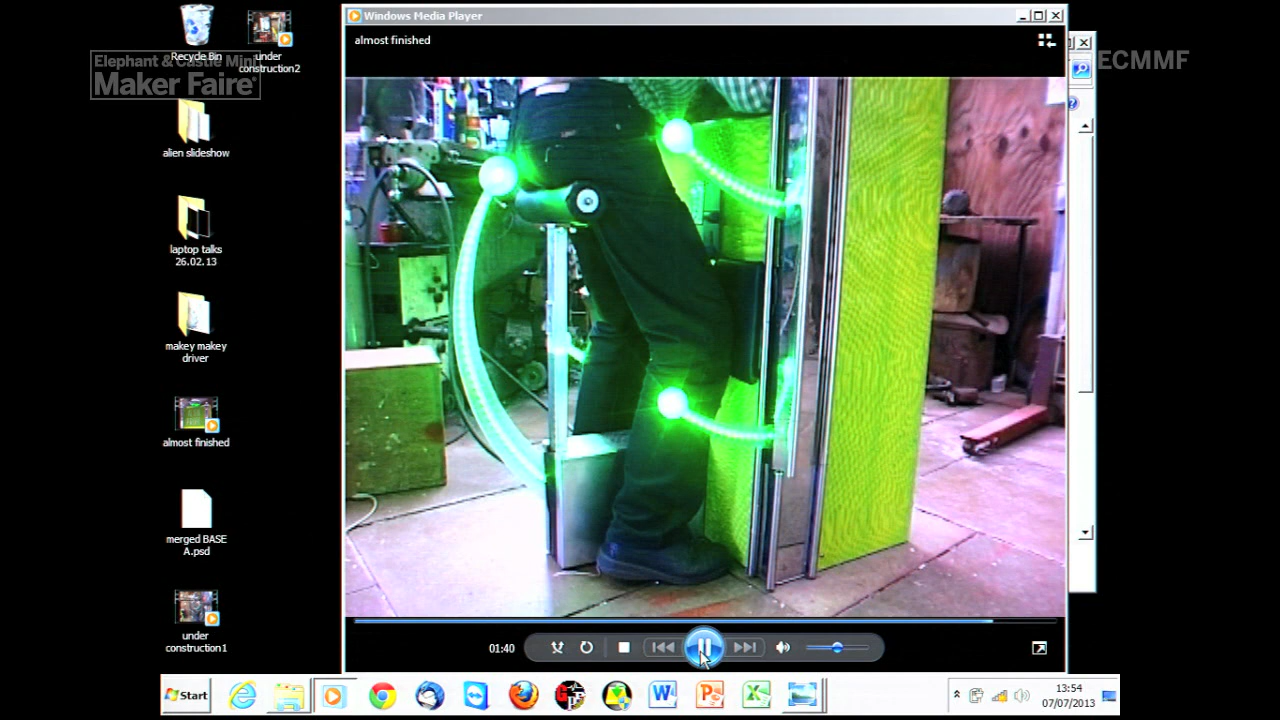 Windows Media Player
almost finished
Recycle Bin
under
construction2
Elephant & Castle Mini
Maker Faire
ECMMF
alien slideshow
laptop talks
26.02.13
makey makey
driver
almost finished
merged BASE
A.psd
under
construction1
01:40
Start
13:54
07/07/2013